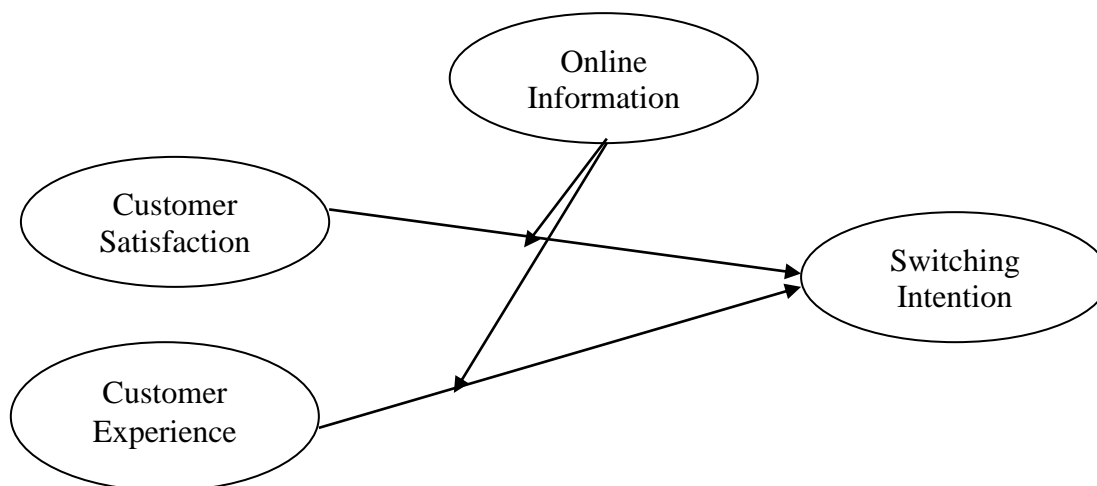 Online
Information
Customer
Satisfaction
Switching
Intention
Customer
Experience